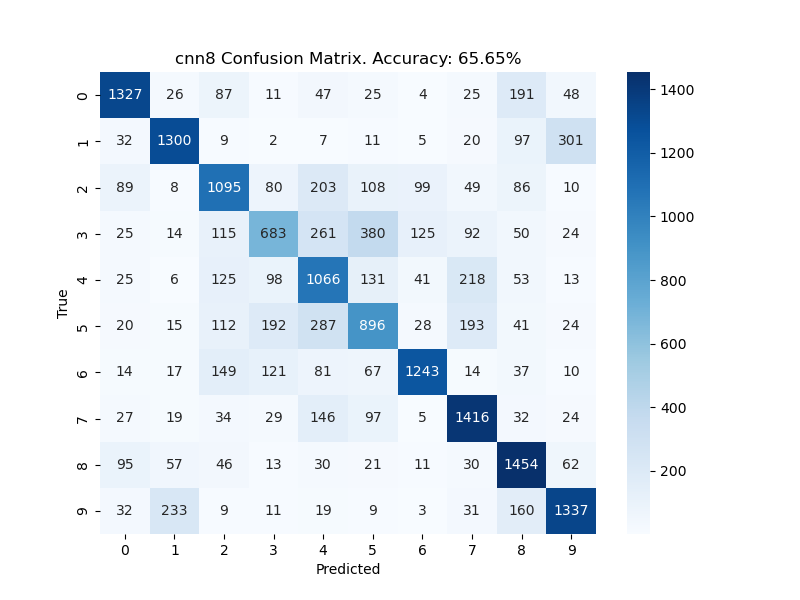 cnn8 Confusion Matrix. Accuracy: 65.65%
0 1327 26 87 11 47 25 4 25 191 48
1 32 1300 9 2 7 11 5 20 97 301
2 89 8 1095 80 203 108 99 49 86 10
3 25 14 115 683 261 380 125 92 50 24
4 25 6 125 98 1066 131 41 218 53 13
5 20 15 112 192 287 896 28 193 41 24
6 14 17 149 121 81 67 1243 14 37 10
7 27 19 34 29 146 97 5 1416 32 24
8 95 57 46 13 30 21 11 30 1454 62
9 32 233 9 11 19 9 3 31 160 1337
0 1 2 3 4 5 6 7 8 9
Predicted
True
1400
1200
1000
800
600
400
200